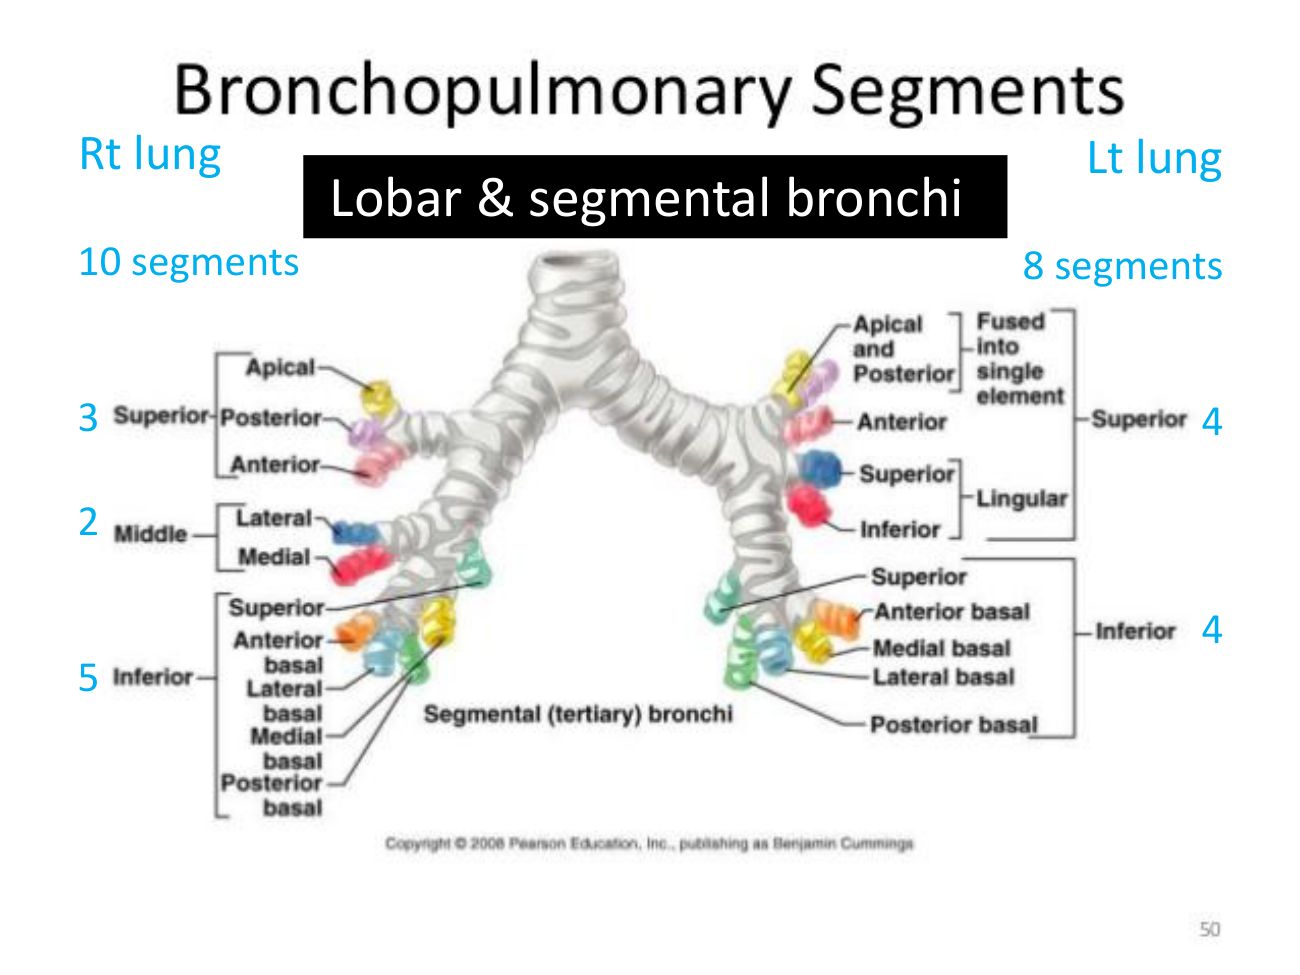 Bronchopulmonary Segments
Rt lung
Lt lung
Lobar & segmental bronchi
10 segments
8 segments
3
Superior
Apical
Posterior
Anterior
2
Middle
Lateral
Medial
5
Inferior
Superior
Anterior
basal
Lateral
basal
Medial
basal
Posterior
basal
Apical
and
Posterior
Fused
into
single
element
Anterior
Superior
Inferior
Lingular
Superior
4
Superior
Anterior basal
Medial basal
Lateral basal
Posterior basal
Inferior
4
Segmental (tertiary) bronchi
Copyright © 2008 Pearson Education, Inc., publishing as Benjamin Cummings
50